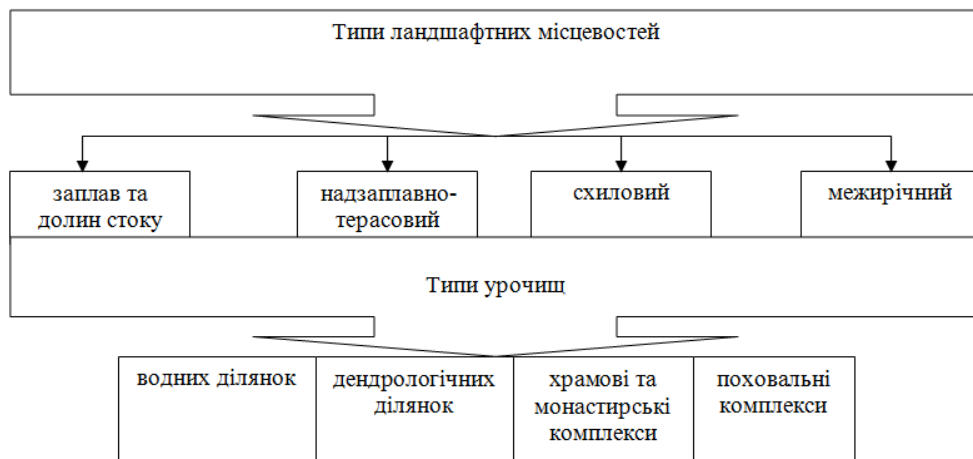 Типи ландшафтних місцевостей
заплав та
долин стоку
надзаплавно-
терасовий
схиловий
межирічний
Типи урочищ
водних ділянок
дендрологічних
ділянок
храмові та
монастирські
комплекси
поховальні
комплекси